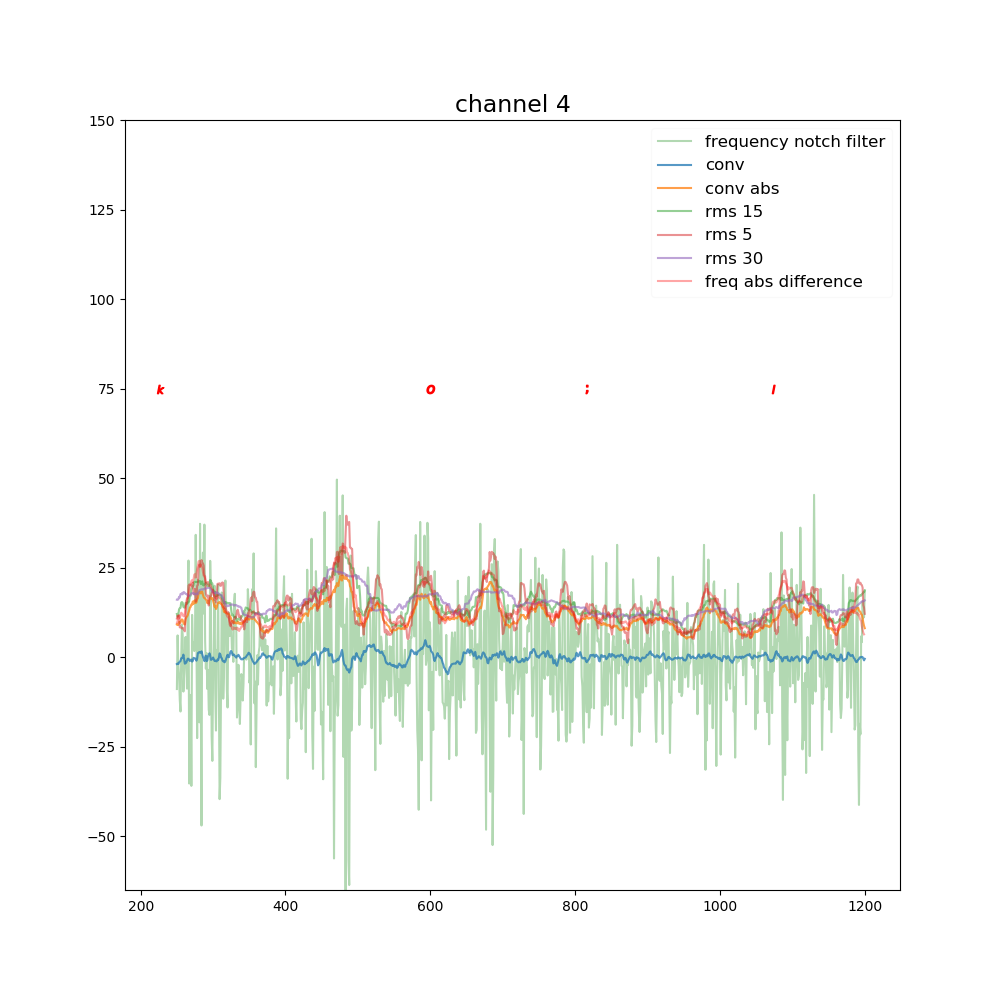 channel 4
150
125
100
75
50
25
0
−25
−50
frequency notch filter
conv
conv abs
rms 15
rms 5
rms 30
freq abs difference
k o ; l
200 400 600 800 1000 1200